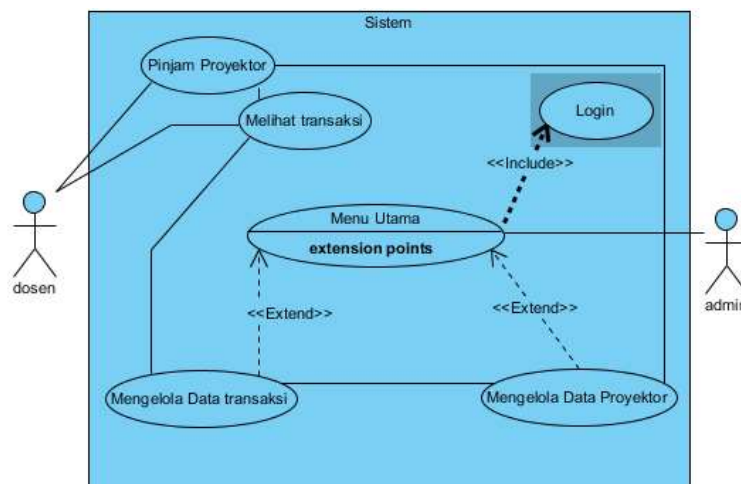 Sistem
Pinjam Proyektor
Melihat transaksi
Login
<<Include>>
Menu Utama
extension points
dosen
admin
<<Extend>>
<<Extend>>
Mengelola Data transaksi
Mengelola Data Proyektor